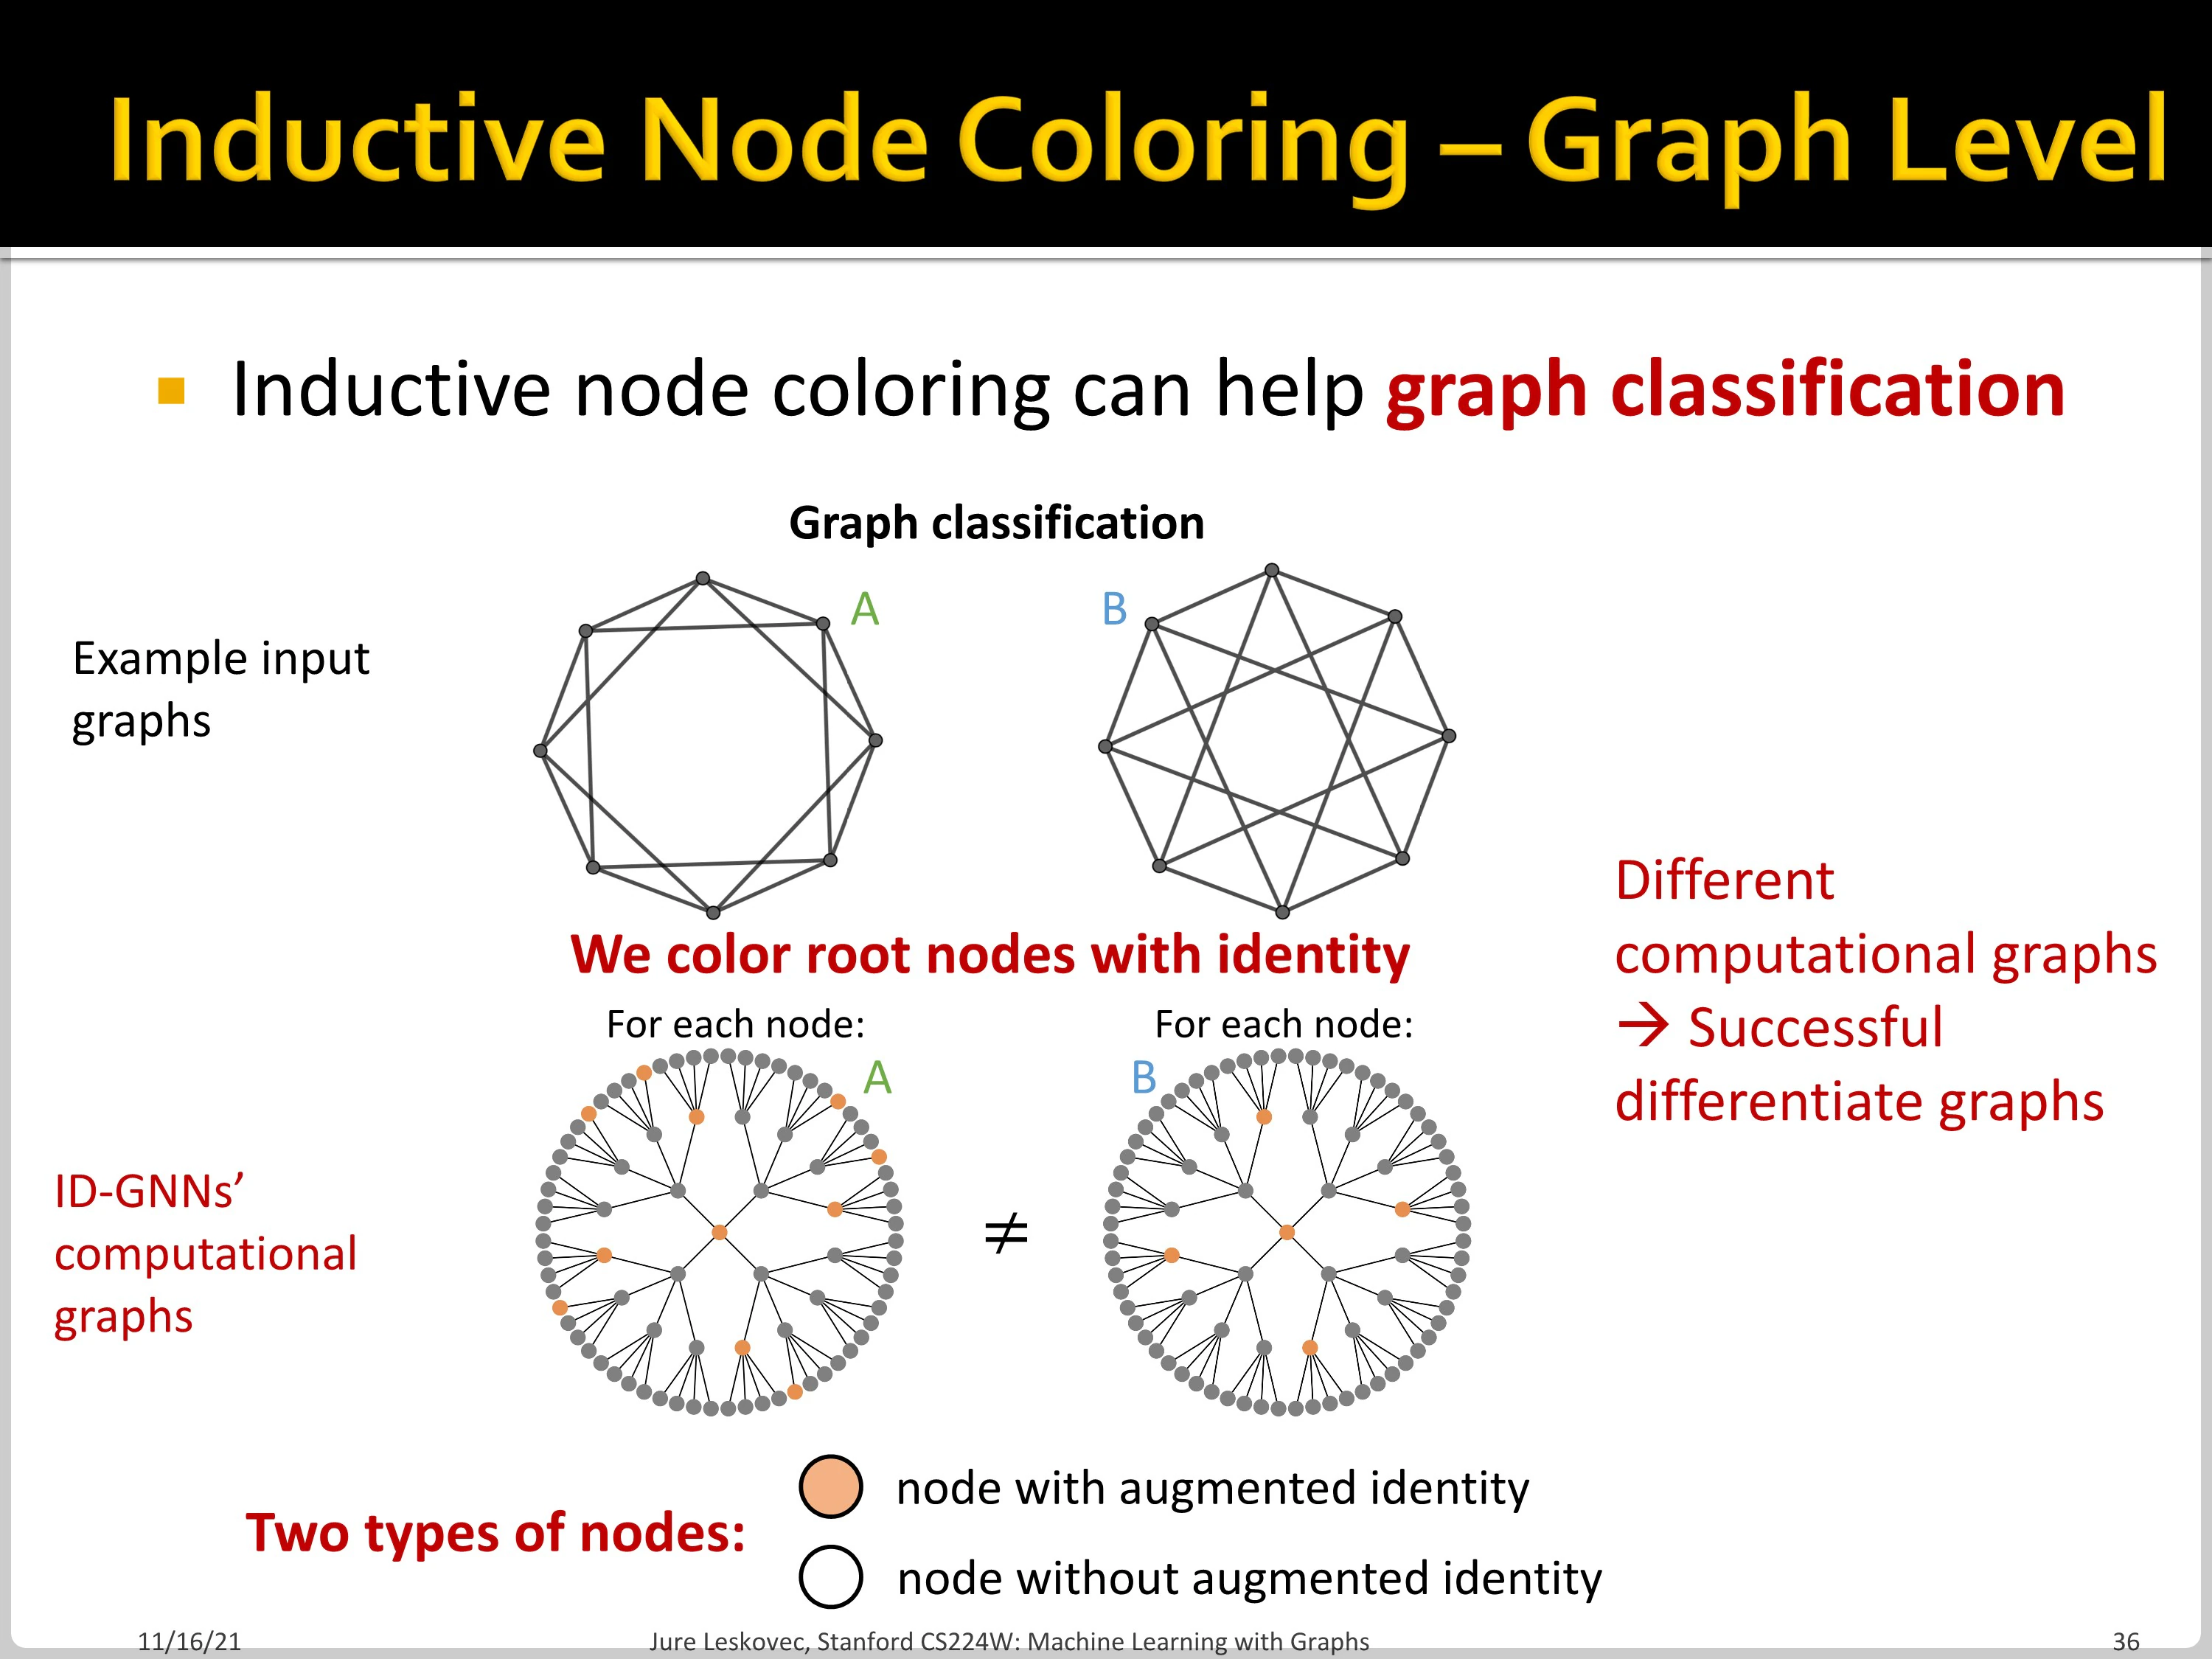 Inductive Node Coloring – Graph Level
Inductive node coloring can help graph classification
Graph classification
A
B
Example input
graphs
We color root nodes with identity
Different
computational graphs
→ Successful
differentiate graphs
For each node:
For each node:
A
B
ID-GNNs’
computational
graphs
≠
Two types of nodes:
node with augmented identity
node without augmented identity
11/16/21
Jure Leskovec, Stanford CS224W: Machine Learning with Graphs
36